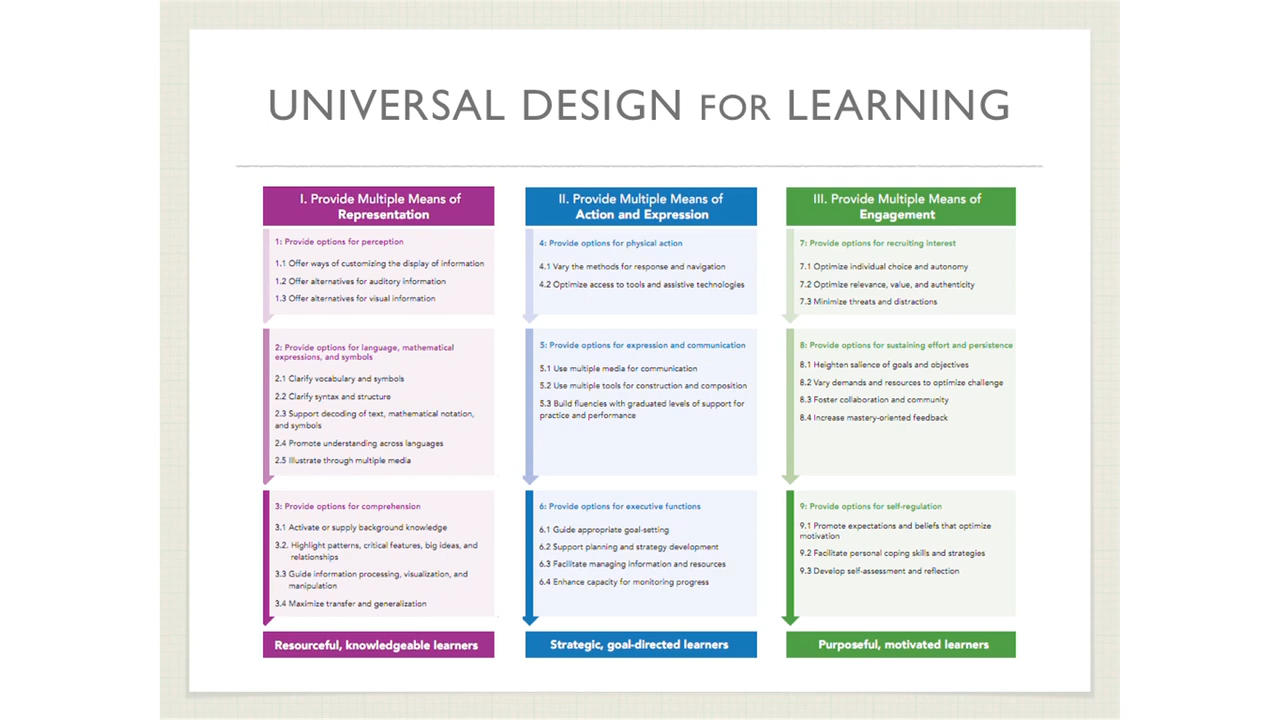 UNIVERSAL DESIGN FOR LEARNING
I. Provide Multiple Means of
Representation
1: Provide options for perception
1.1 Offer ways of customizing the display of information
1.2 Offer alternatives for auditory information
1.3 Offer alternatives for visual information
2: Provide options for language, mathematical
expressions, and symbols
2.1 Clarify vocabulary and symbols
2.2 Clarify syntax and structure
2.3 Support decoding of text, mathematical notation,
and symbols
2.4 Promote understanding across languages
2.5 Illustrate through multiple media
3: Provide options for comprehension
3.1 Activate or supply background knowledge
3.2. Highlight patterns, critical features, big ideas, and
relationships
3.3 Guide information processing, visualization, and
manipulation
3.4 Maximize transfer and generalization
Resourceful, knowledgeable learners
II. Provide Multiple Means of
Action and Expression
4: Provide options for physical action
4.1 Vary the methods for response and navigation
4.2 Optimize access to tools and assistive technologies
5: Provide options for expression and communication
5.1 Use multiple media for communication
5.2 Use multiple tools for construction and composition
5.3 Build fluencies with graduated levels of support for
practice and performance
6: Provide options for executive functions
6.1 Guide appropriate goal-setting
6.2 Support planning and strategy development
6.3 Facilitate managing information and resources
6.4 Enhance capacity for monitoring progress
Strategic, goal-directed learners
III. Provide Multiple Means of
Engagement
7: Provide options for recruiting interest
7.1 Optimize individual choice and autonomy
7.2 Optimize relevance, value, and authenticity
7.3 Minimize threats and distractions
8: Provide options for sustaining effort and persistence
8.1 Heighten salience of goals and objectives
8.2 Vary demands and resources to optimize challenge
8.3 Foster collaboration and community
8.4 Increase mastery-oriented feedback
9: Provide options for self-regulation
9.1 Promote expectations and beliefs that optimize
motivation
9.2 Facilitate personal coping skills and strategies
9.3 Develop self-assessment and reflection
Purposeful, motivated learners